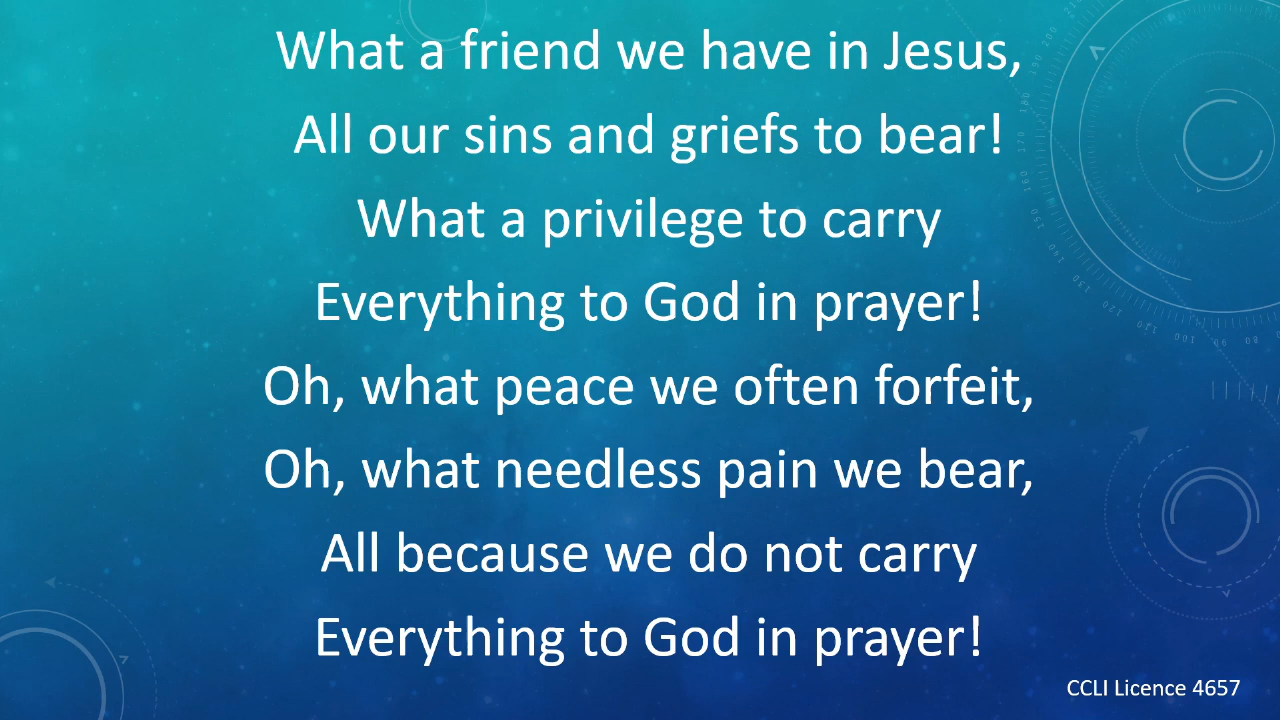 What a friend we have in Jesus,
All our sins and griefs to bear!
What a privilege to carry
Everything to God in prayer!
Oh, what peace we often forfeit,
Oh, what needless pain we bear,
All because we do not carry
Everything to God in prayer!
CCLI Licence 4657